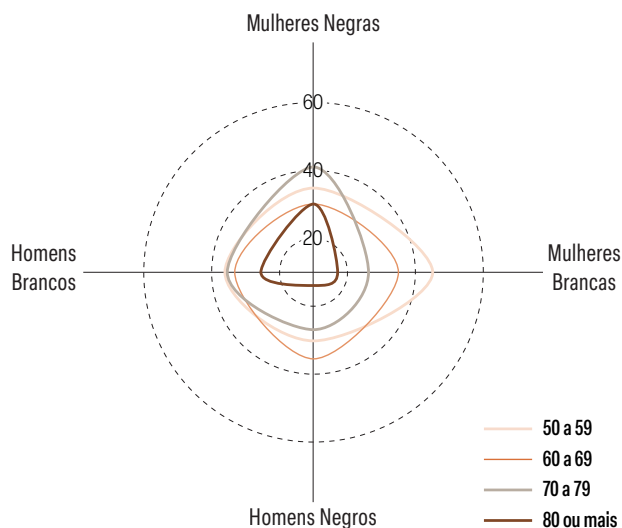 Mulheres Negras
60
40
20
Homens
Brancos
Mulheres
Brancas
Homens Negros
50 a 59
60 a 69
70 a 79
80 ou mais